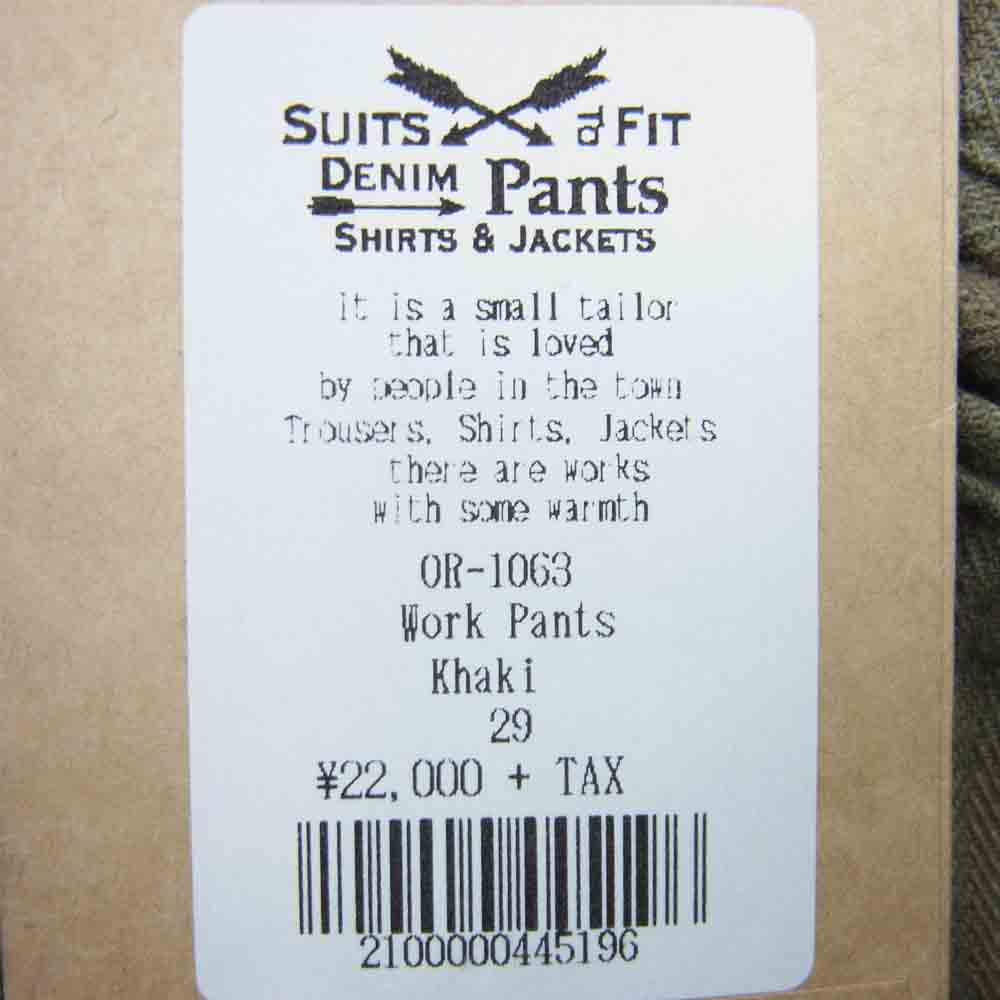 SUITS to FIT
DENIM Pants
SHIRTS & JACKETS
it is a small tailor
that is loved
by people in the town
Trousers, Shirts, Jackets
there are works
with some warmth
OR-1063
Work Pants
Khaki
29
¥22,000 + TAX
2100000445196